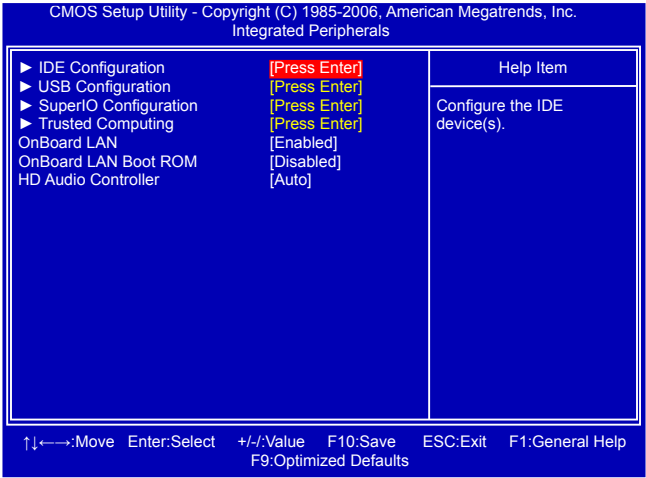 CMOS Setup Utility - Copyright (C) 1985-2006, American Megatrends, Inc.
Integrated Peripherals
► IDE Configuration [Press Enter]
► USB Configuration [Press Enter]
► SuperIO Configuration [Press Enter]
► Trusted Computing [Press Enter]
OnBoard LAN [Enabled]
OnBoard LAN Boot ROM [Disabled]
HD Audio Controller [Auto]
Help Item
Configure the IDE
device(s).
↑↓←→:Move Enter:Select +/-/:Value F10:Save ESC:Exit F1:General Help
F9:Optimized Defaults